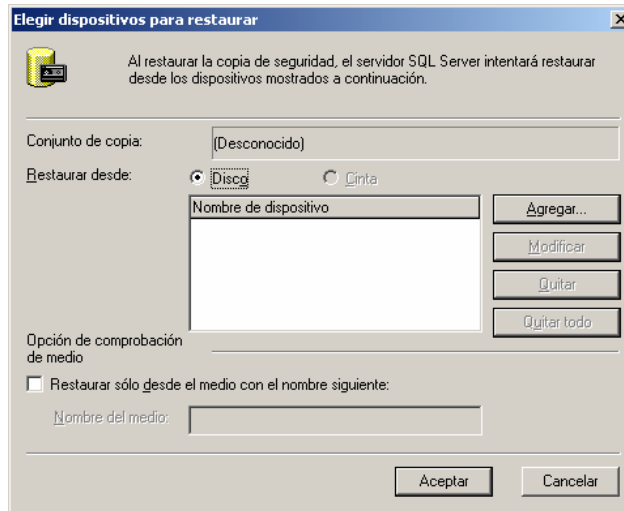 Elegir dispositivos para restaurar
Al restaurar la copia de seguridad, el servidor SQL Server intentará restaurar
desde los dispositivos mostrados a continuación.
Conjunto de copia: (Desconocido)
Restaurar desde: Disco Cinta
Nombre de dispositivo
Agregar...
Modificar
Quitar
Quitar todo
Opción de comprobación
de medio
Restaurar sólo desde el medio con el nombre siguiente:
Nombre del medio:
Aceptar Cancelar